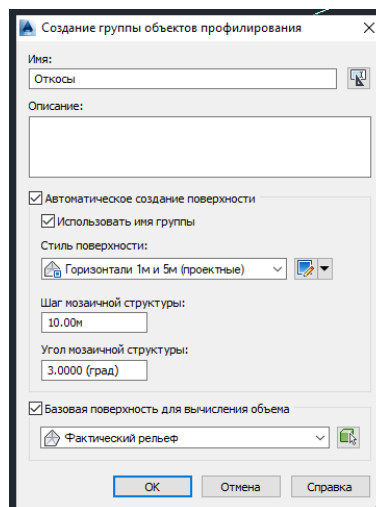 Создание группы объектов профилирования
Имя:
Откосы
Описание:
Автоматическое создание поверхности
Использовать имя группы
Стиль поверхности:
Горизонтали 1м и 5м (проектные)
Шаг мозаичной структуры:
10.00м
Угол мозаичной структуры:
3.0000 (град)
Базовая поверхность для вычисления объема
Фактический рельеф
ОК Отмена Справка